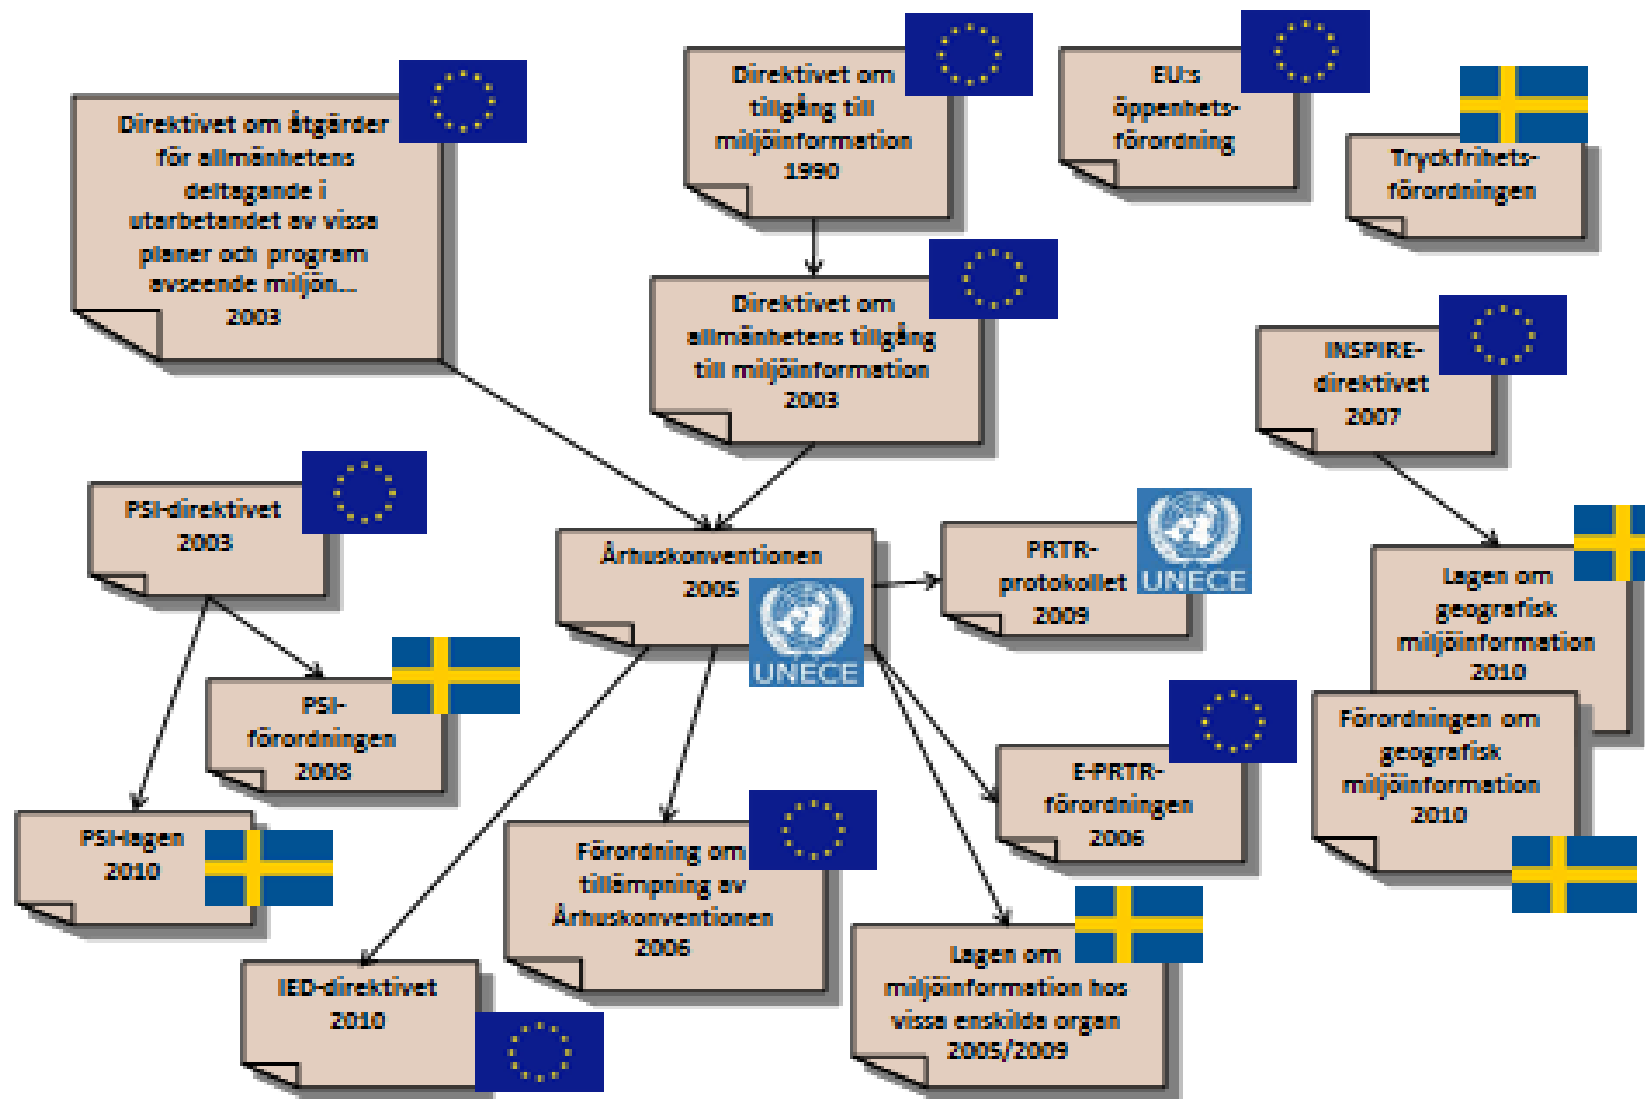 Direktivet om åtgärder
för allmänhetens
deltagande i
utarbetandet av vissa
planer och program
avseende miljön...
2003
Direktivet om
tillgång till
miljöinformation
1990
EU:s
öppenhets-
förordning
Tryckfrihets-
förordningen
Direktivet om
allmänhetens tillgång
till miljöinformation
2003
INSPIRE-
direktivet
2007
PSI-direktivet
2003
Århuskonventionen
2005
UNECE
PRTR-
protokollet
2009
UNECE
Lagen om
geografisk
miljöinformation
2010
PSI-
förordningen
2008
Förordningen om
geografisk
miljöinformation
2010
E-PRTR-
förordningen
2006
PSI-lagen
2010
Förordning om
tillämpning av
Århuskonventionen
2006
Lagen om
miljöinformation hos
vissa enskilda organ
2005/2009
IED-direktivet
2010